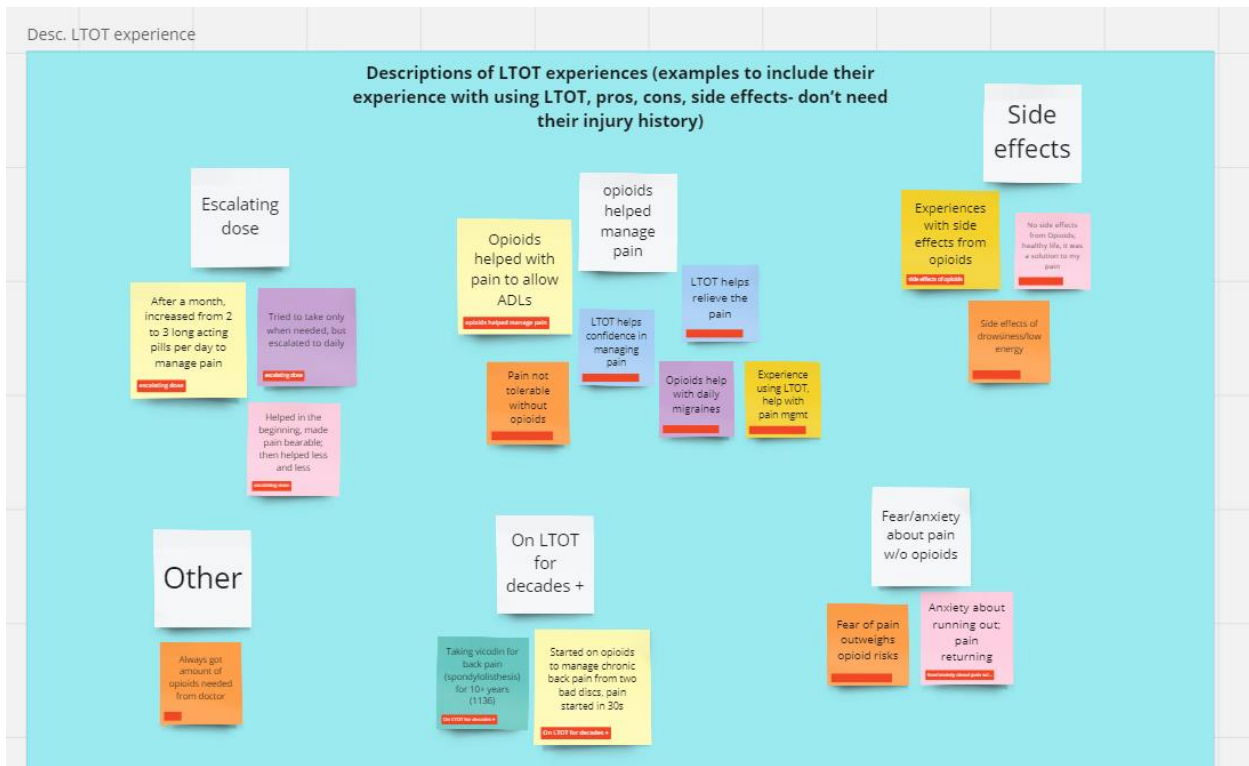 Desc. LTOT experience
Descriptions of LTOT experiences (examples to include their
experience with using LTOT, pros, cons, side effects- don't need
their injury history)
Escalating
dose
After a month,
increased from 2
to 3 long acting
pills per day to
manage pain
escalating dose
Tried to take only
when needed, but
escalated to daily
escalating dose
Helped in the
beginning, made
pain bearable;
then helped less
and less
escalating dose
opioids
helped
manage
pain
Opioids
helped with
pain to allow
ADLs
opioids helped manage pain
LTOT helps
relieve the
pain
LTOT helps
confidence in
managing
pain
Pain not
tolerable
without
opioids
Opioids help
with daily
migraines
Experience
using LTOT,
help with
pain mgmt
Side
effects
Experiences
with side
effects from
opioids
side effects of opioids
No side effects
from Opioids;
healthy life, it was
a solution to my
pain
Side effects of
drowsiness/low
energy
Other
Always got
amount of
opioids needed
from doctor
On LTOT
for
decades +
Taking vicodin for
back pain
(spondylolisthesis)
for 10+ years
(1136)
On LTOT for decades +
Started on opioids
to manage chronic
back pain from two
bad discs, pain
started in 30s
On LTOT for decades +
Fear/anxiety
about pain
w/o opioids
Fear of pain
outweighs
opioid risks
Anxiety about
running out;
pain
returning
fear/anxiety about pain w/...